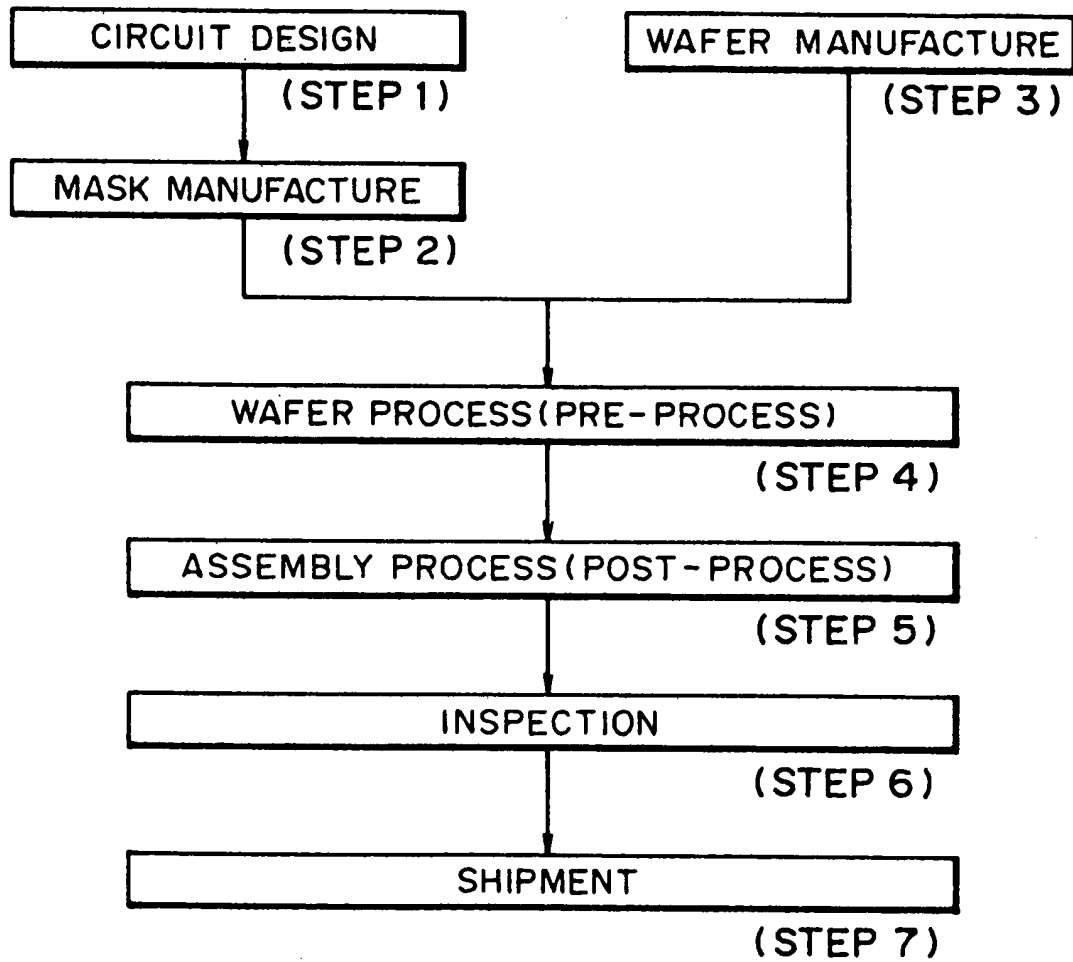 CIRCUIT DESIGN
(STEP 1)
WAFER MANUFACTURE
(STEP 3)
MASK MANUFACTURE
(STEP 2)
WAFER PROCESS(PRE-PROCESS)
(STEP 4)
ASSEMBLY PROCESS(POST-PROCESS)
(STEP 5)
INSPECTION
(STEP 6)
SHIPMENT
(STEP 7)